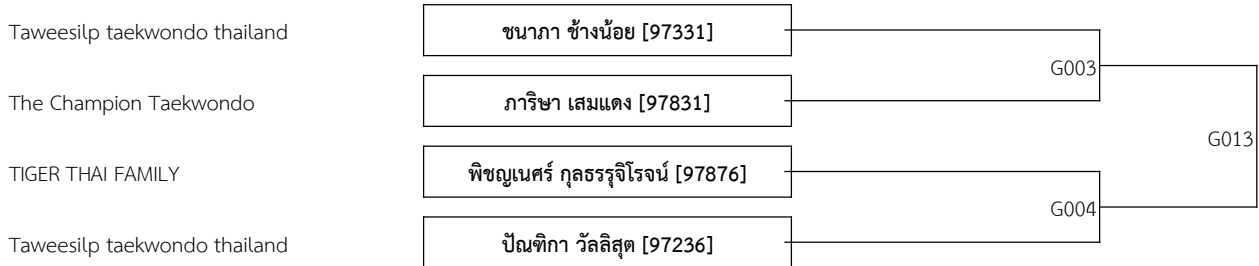 Taweesilp taekwondo thailand ชนาภา ช้างน้อย [97331]
G003
The Champion Taekwondo ภาริษา เสมแดง [97831]
G013
TIGER THAI FAMILY พิชญเนศร์ กุลธรรุจิโรจน์ [97876]
G004
Taweesilp taekwondo thailand ปัณฑิกา วัลลิสุต [97236]